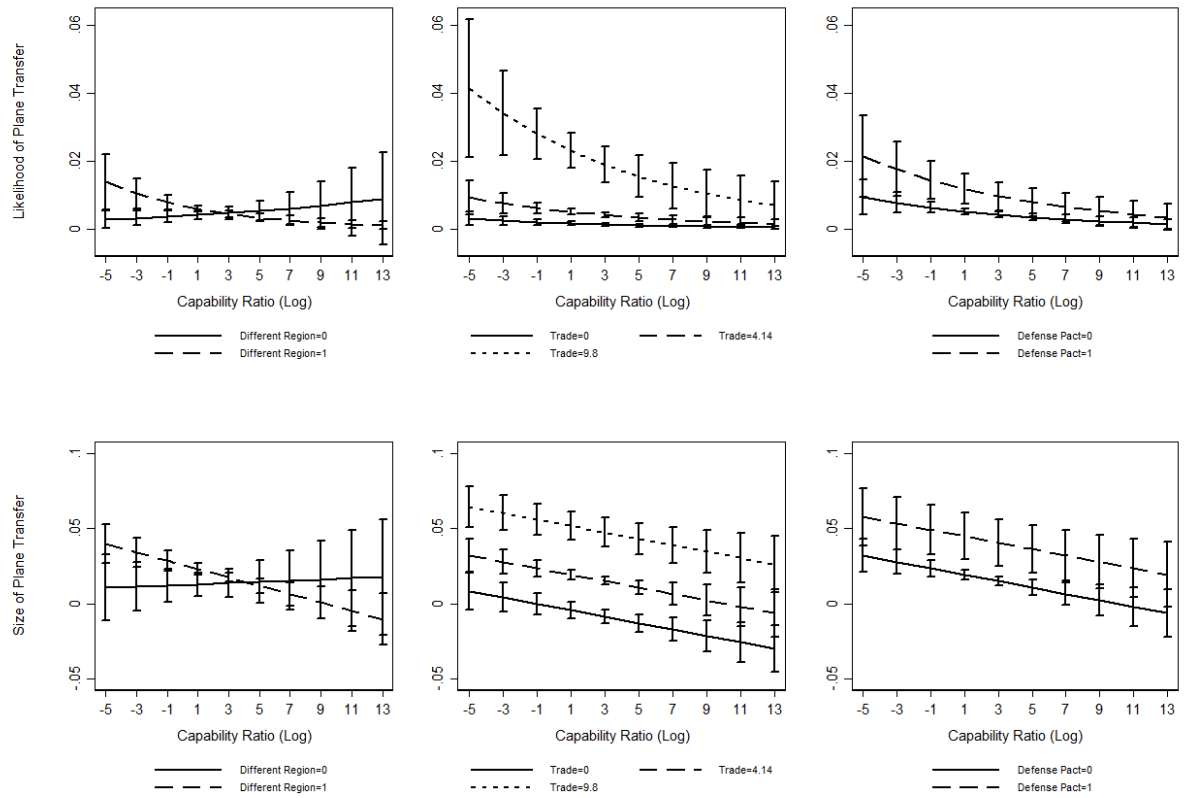 Likelihood of Plane Transfer
.06
.04
.02
0
-5 -3 -1 1 3 5 7 9 11 13
Capability Ratio (Log)
Different Region=0
Different Region=1
.06
.04
.02
0
-5 -3 -1 1 3 5 7 9 11 13
Capability Ratio (Log)
Trade=0 Trade=4.14
Trade=9.8
.06
.04
.02
0
-5 -3 -1 1 3 5 7 9 11 13
Capability Ratio (Log)
Defense Pact=0
Defense Pact=1
Size of Plane Transfer
.1
.05
0
-.05
-5 -3 -1 1 3 5 7 9 11 13
Capability Ratio (Log)
Different Region=0
Different Region=1
.1
.05
0
-.05
-5 -3 -1 1 3 5 7 9 11 13
Capability Ratio (Log)
Trade=0 Trade=4.14
Trade=9.8
.1
.05
0
-.05
-5 -3 -1 1 3 5 7 9 11 13
Capability Ratio (Log)
Defense Pact=0
Defense Pact=1